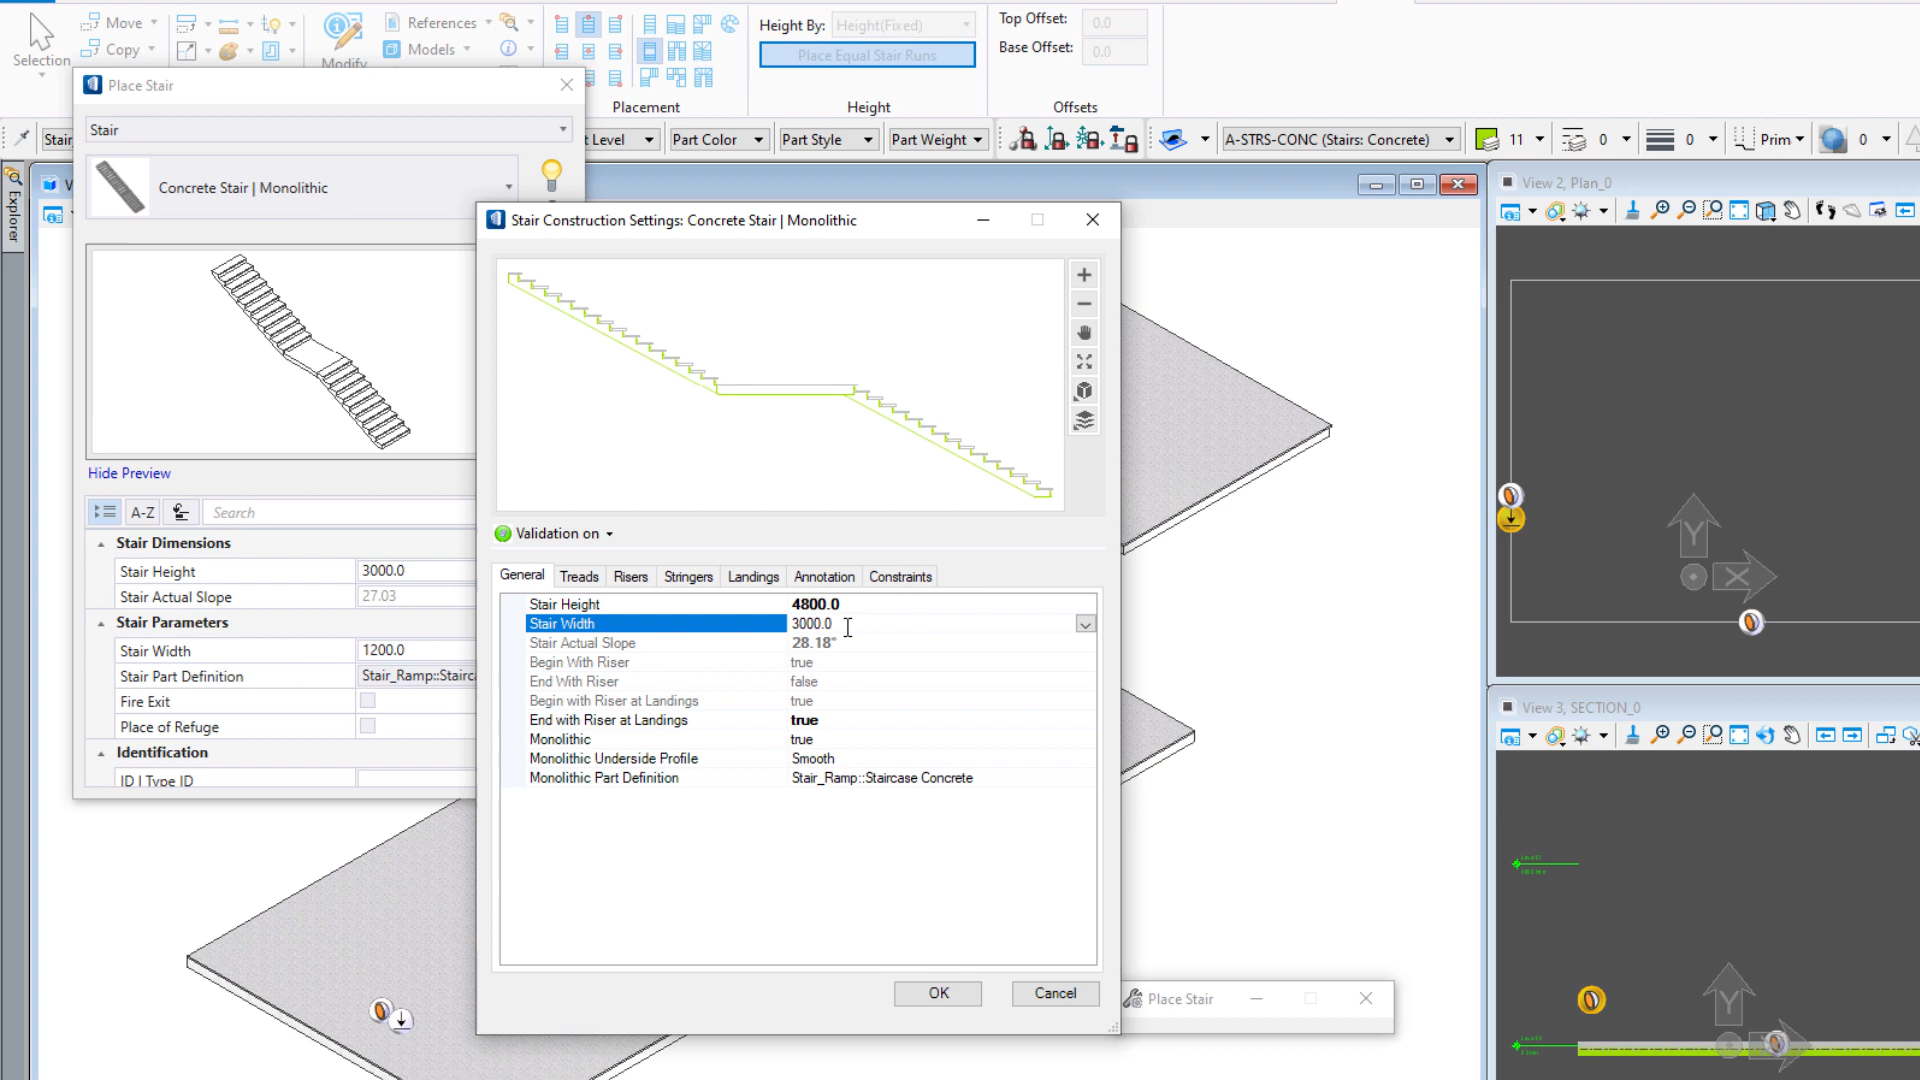 Move
References
Height By:
Height(Fixed)
Top Offset:
0.0
Copy
Models
Place Equal Stair Runs
Base Offset:
0.0
Selection
Modify
Placement
Height
Offsets
Place Stair
Stair
Stair
Level
Part Color
Part Style
Part Weight
A-STRS-CONC (Stairs: Concrete)
11
0
0
Prim
0
Explorer
Concrete Stair | Monolithic
View 2, Plan_0
Hide Preview
A-Z
Search
Stair Dimensions
Stair Height
3000.0
Stair Actual Slope
27.03
Stair Parameters
Stair Width
1200.0
Stair Part Definition
Stair_Ramp::Stairca
Fire Exit
Place of Refuge
Identification
ID | Type ID
Stair Construction Settings: Concrete Stair | Monolithic
Validation on
General
Treads
Risers
Stringers
Landings
Annotation
Constraints
Stair Height
4800.0
Stair Width
3000.0
Stair Actual Slope
28.18°
Begin With Riser
true
End With Riser
false
Begin with Riser at Landings
true
End with Riser at Landings
true
Monolithic
true
Monolithic Underside Profile
Smooth
Monolithic Part Definition
Stair_Ramp::Staircase Concrete
OK
Cancel
Place Stair
Y
X
View 3, SECTION_0
Y